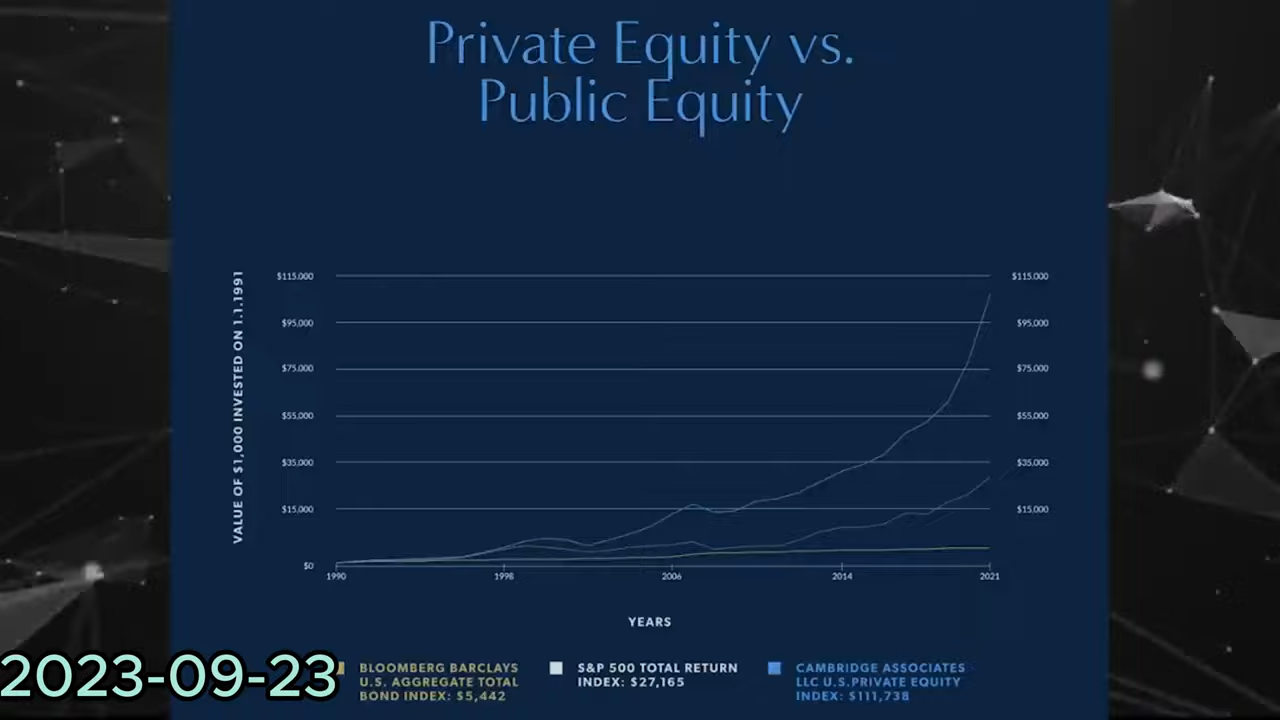 Private Equity vs.
Public Equity
VALUE OF $1,000 INVESTED ON 1.1.1991
$115.000 $115.000
$95,000 $95,000
$75.000 $75.000
$55,000 $55,000
$35,000 $35,000
$15,000 $15,000
$0
1990 1998 2006 2014 2021
YEARS
BLOOMBERG BARCLAYS
U.S. AGGREGATE TOTAL
BOND INDEX: $5,442
S&P 500 TOTAL RETURN
INDEX: $27,165
CAMBRIDGE ASSOCIATES
LLC U.S.PRIVATE EQUITY
INDEX: $111,738
2023-09-23